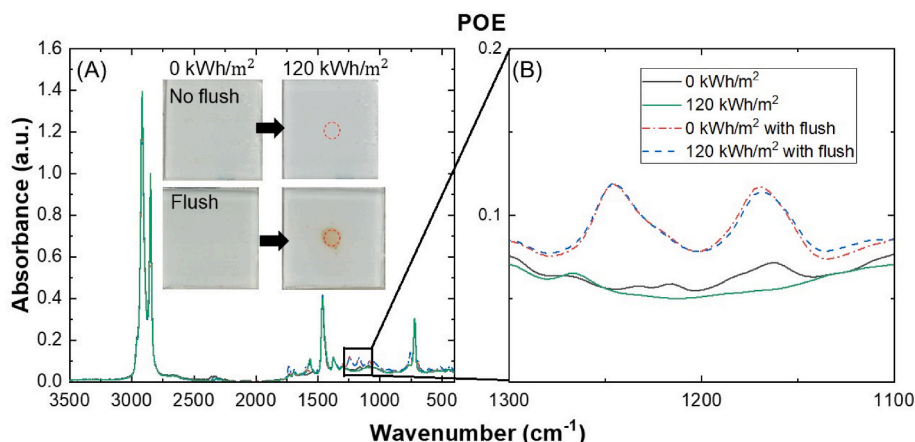 POE
(A)
0 kWh/m² 120 kWh/m²
No flush
Flush
1.6
1.4
1.2
1.0
0.8
0.6
0.4
0.2
0.0
Absorbance (a.u.)
3500 3000 2500 2000 1500 1000 500
(B)
0 kWh/m²
120 kWh/m²
0 kWh/m² with flush
120 kWh/m² with flush
0.2
0.1
0.0
1300 1200 1100
Wavenumber (cm⁻¹)